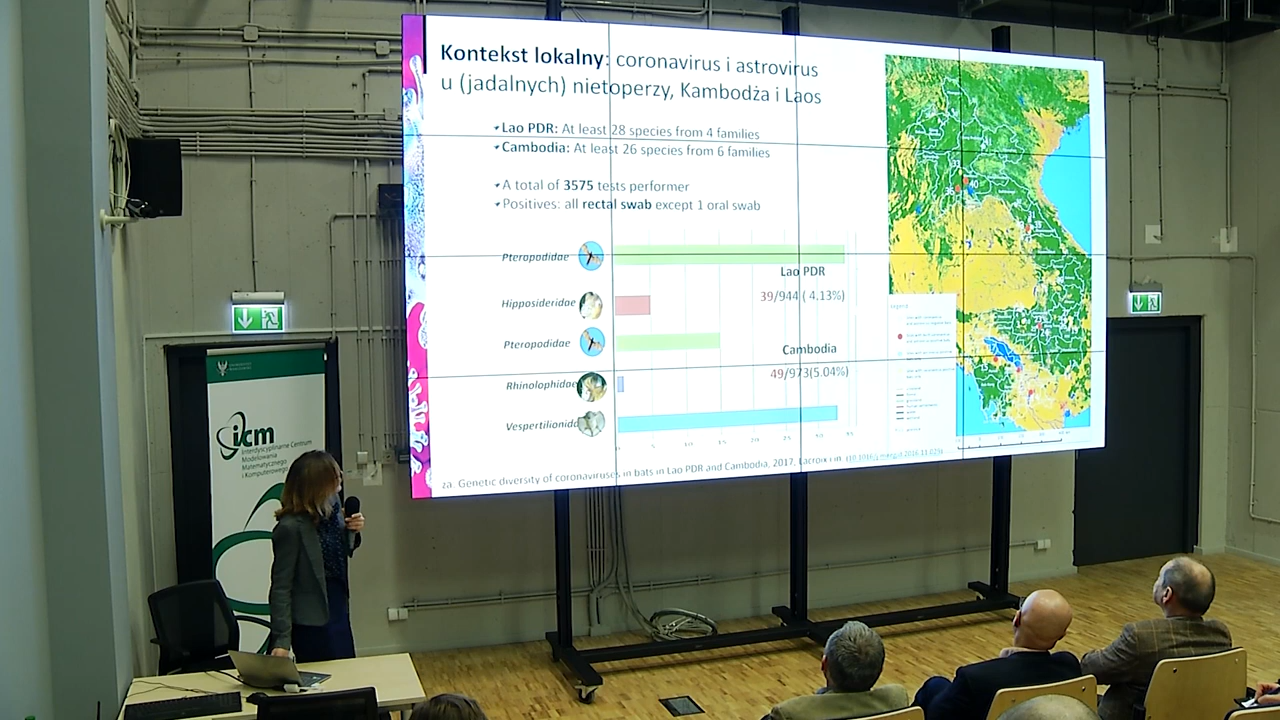 Kontekst lokalny: coronavirus i astrovirus
u (jadalnych) nietoperzy, Kambodża i Laos
Lao PDR: At least 28 species from 4 families
Cambodia: At least 26 species from 6 families
A total of 3575 tests performer
Positives: all rectal swab except 1 oral swab
Pteropodidae
Lao PDR
39/944 ( 4.13%)
Hipposideridae
Pteropodidae
Cambodia
49/973(5.04%)
Rhinolophidae
Vespertilionidae
za. Genetic diversity of coronaviruses in bats in Lao PDR and Cambodia, 2017, Lacroix i in.
icm
Interdyscyplinarne Centrum
Modelowania
Matematycznego
i Komputerowego